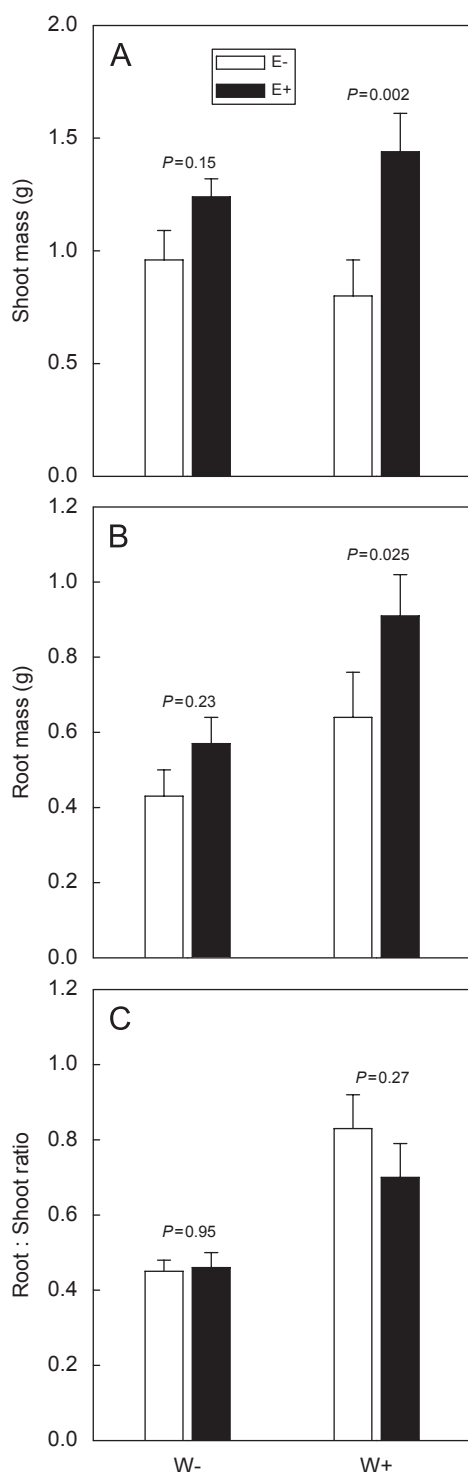 A
E-
E+
P=0.15
P=0.002
Shoot mass (g)
2.0
1.5
1.0
0.5
0.0
B
P=0.23
P=0.025
Root mass (g)
1.2
1.0
0.8
0.6
0.4
0.2
0.0
C
P=0.95
P=0.27
Root : Shoot ratio
1.2
1.0
0.8
0.6
0.4
0.2
0.0
W-
W+